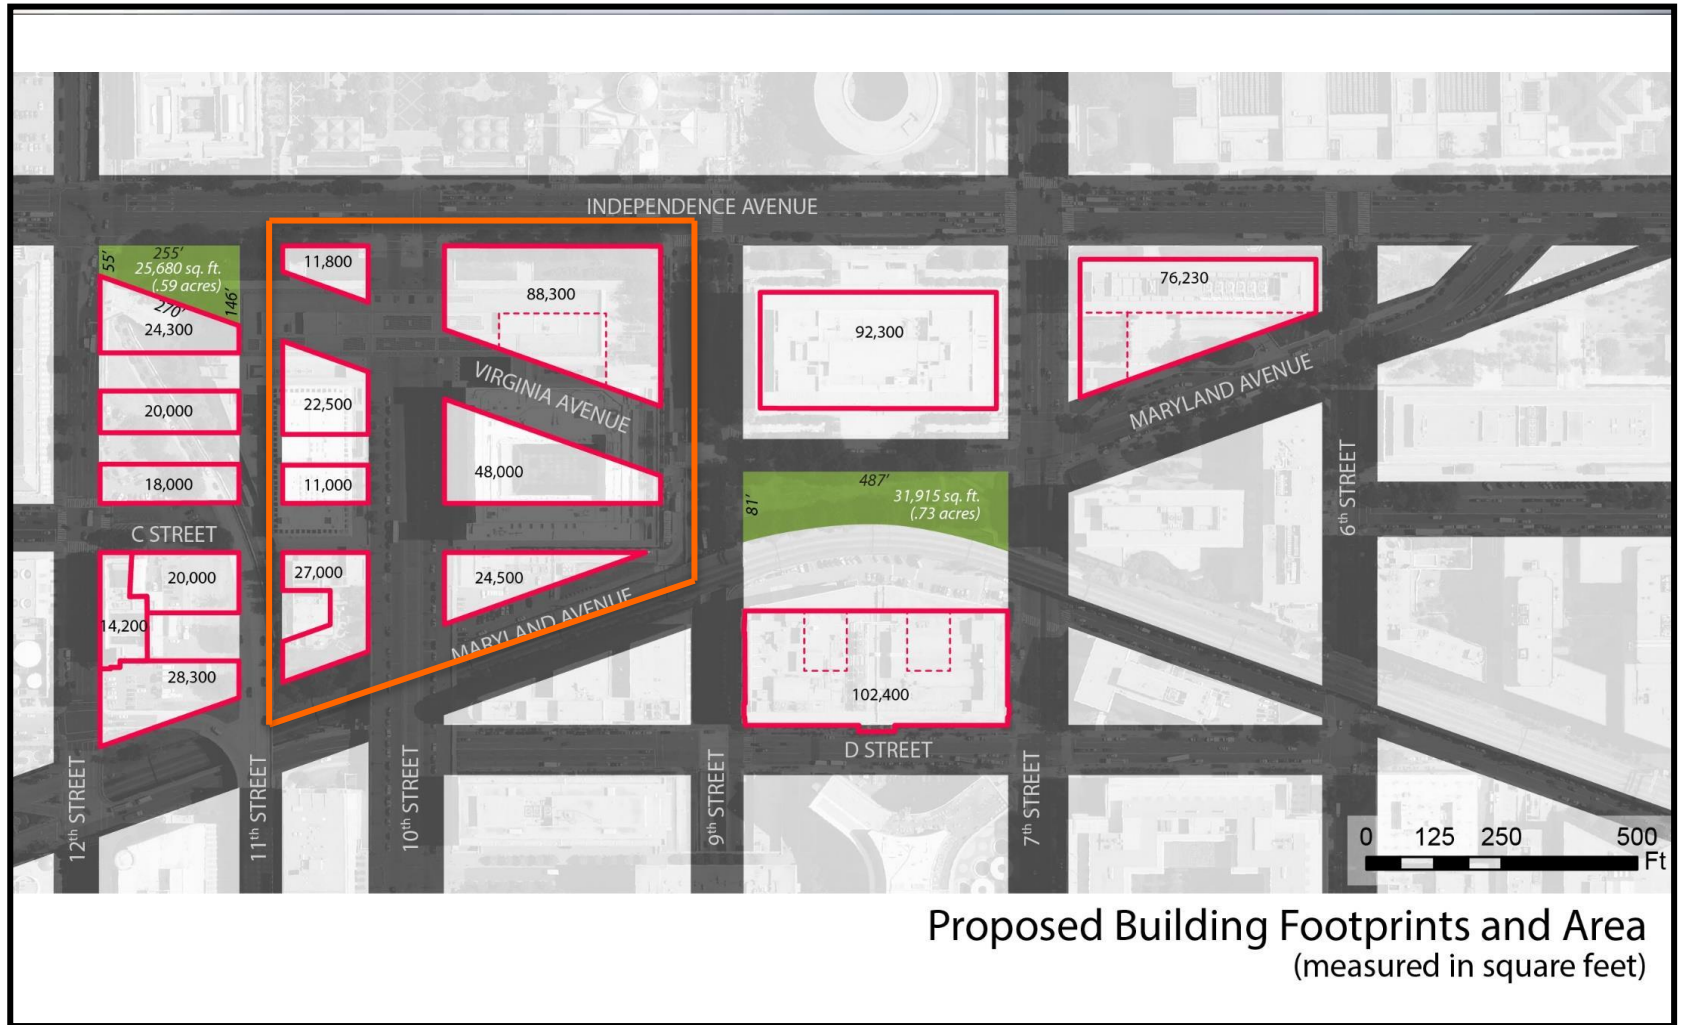 INDEPENDENCE AVENUE
55'
255'
25,680 sq. ft.
(.59 acres)
146'
270'
24,300
20,000
18,000
C STREET
20,000
14,200
28,300
11,800
22,500
11,000
27,000
88,300
VIRGINIA AVENUE
48,000
24,500
MARYLAND AVENUE
92,300
487'
81'
31,915 sq. ft.
(.73 acres)
102,400
D STREET
76,230
MARYLAND AVENUE
6th STREET
12th STREET
11th STREET
10th STREET
9th STREET
7th STREET
0 125 250 500
Ft
Proposed Building Footprints and Area
(measured in square feet)